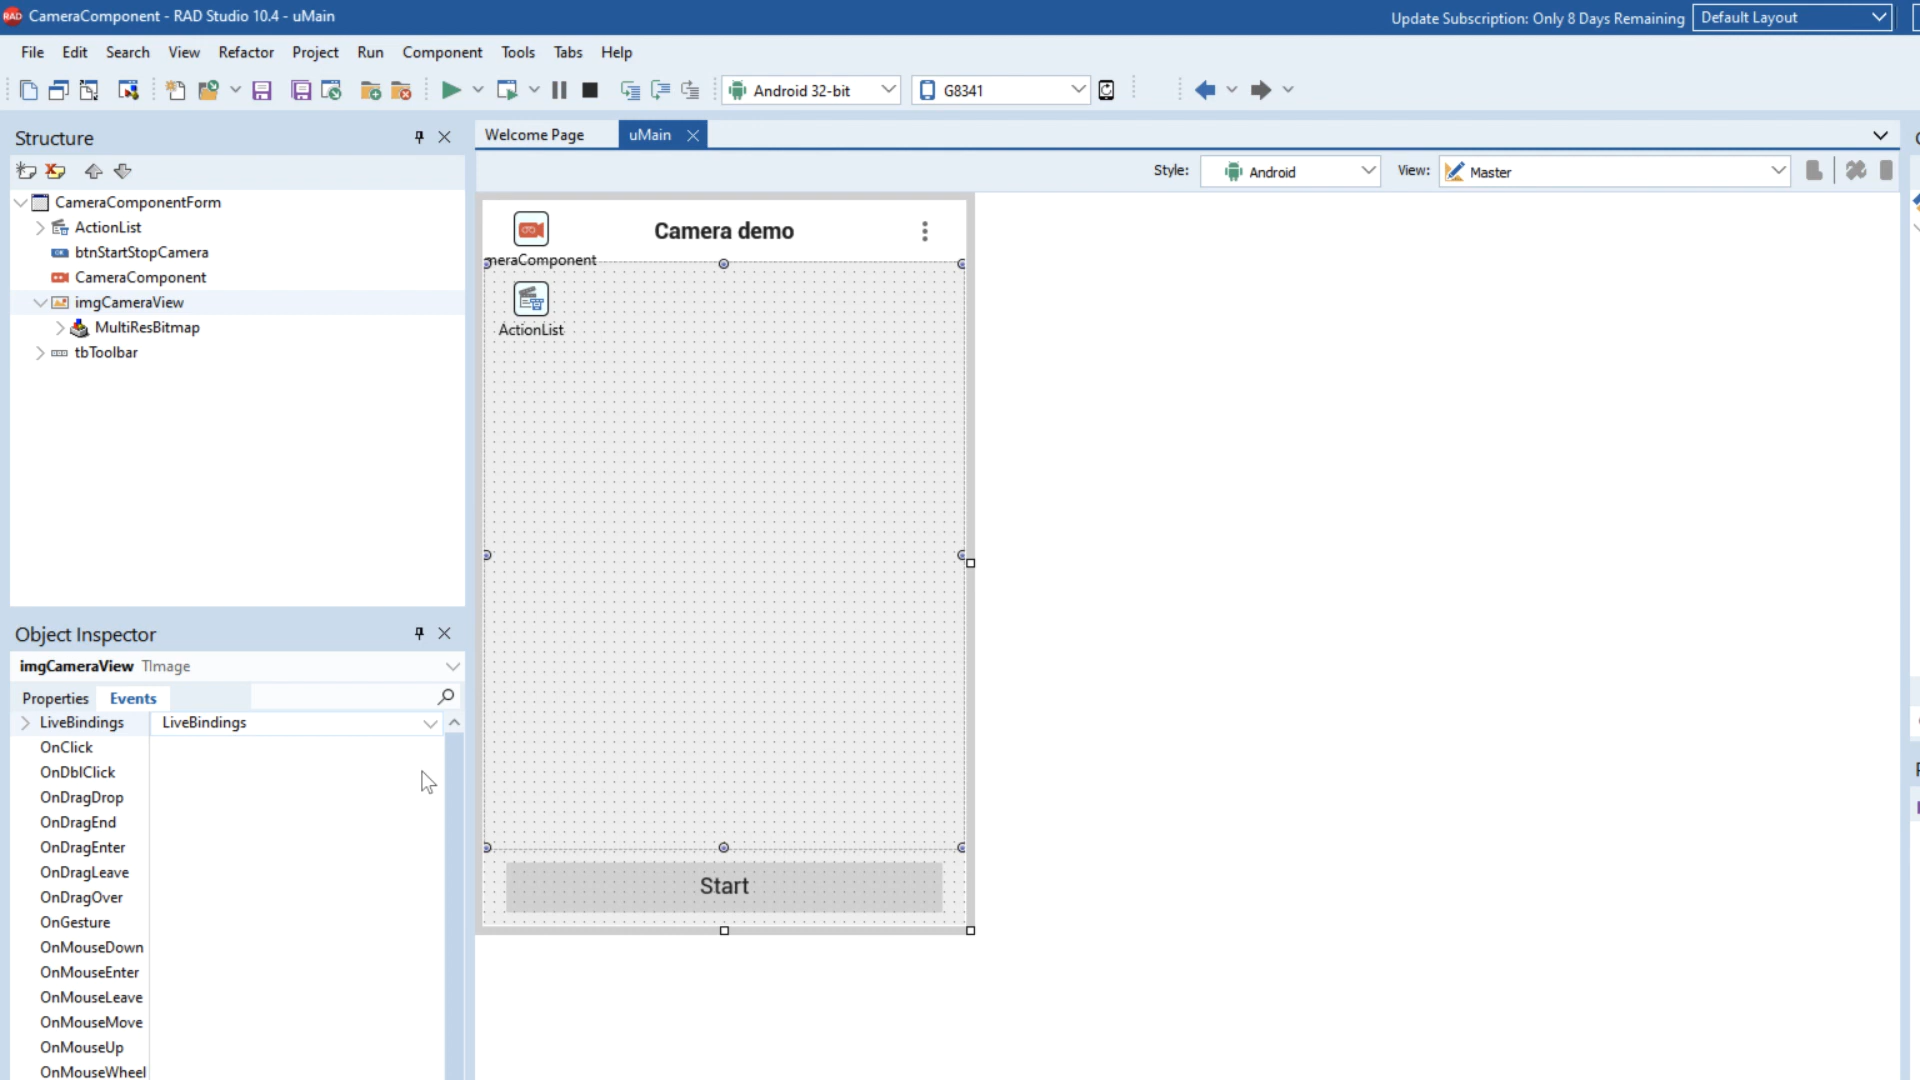 RAD CameraComponent - RAD Studio 10.4 - uMain
Update Subscription: Only 8 Days Remaining
Default Layout
File Edit Search View Refactor Project Run Component Tools Tabs Help
Android 32-bit
G8341
Structure
Welcome Page
uMain
Style:
Android
View:
Master
CameraComponentForm
ActionList
btnStartStopCamera
CameraComponent
imgCameraView
MultiResBitmap
tbToolbar
Camera demo
meraComponent
ActionList
Start
Object Inspector
imgCameraView TImage
Properties Events
LiveBindings LiveBindings
OnClick
OnDblClick
OnDragDrop
OnDragEnd
OnDragEnter
OnDragLeave
OnDragOver
OnGesture
OnMouseDown
OnMouseEnter
OnMouseLeave
OnMouseMove
OnMouseUp
OnMouseWheel